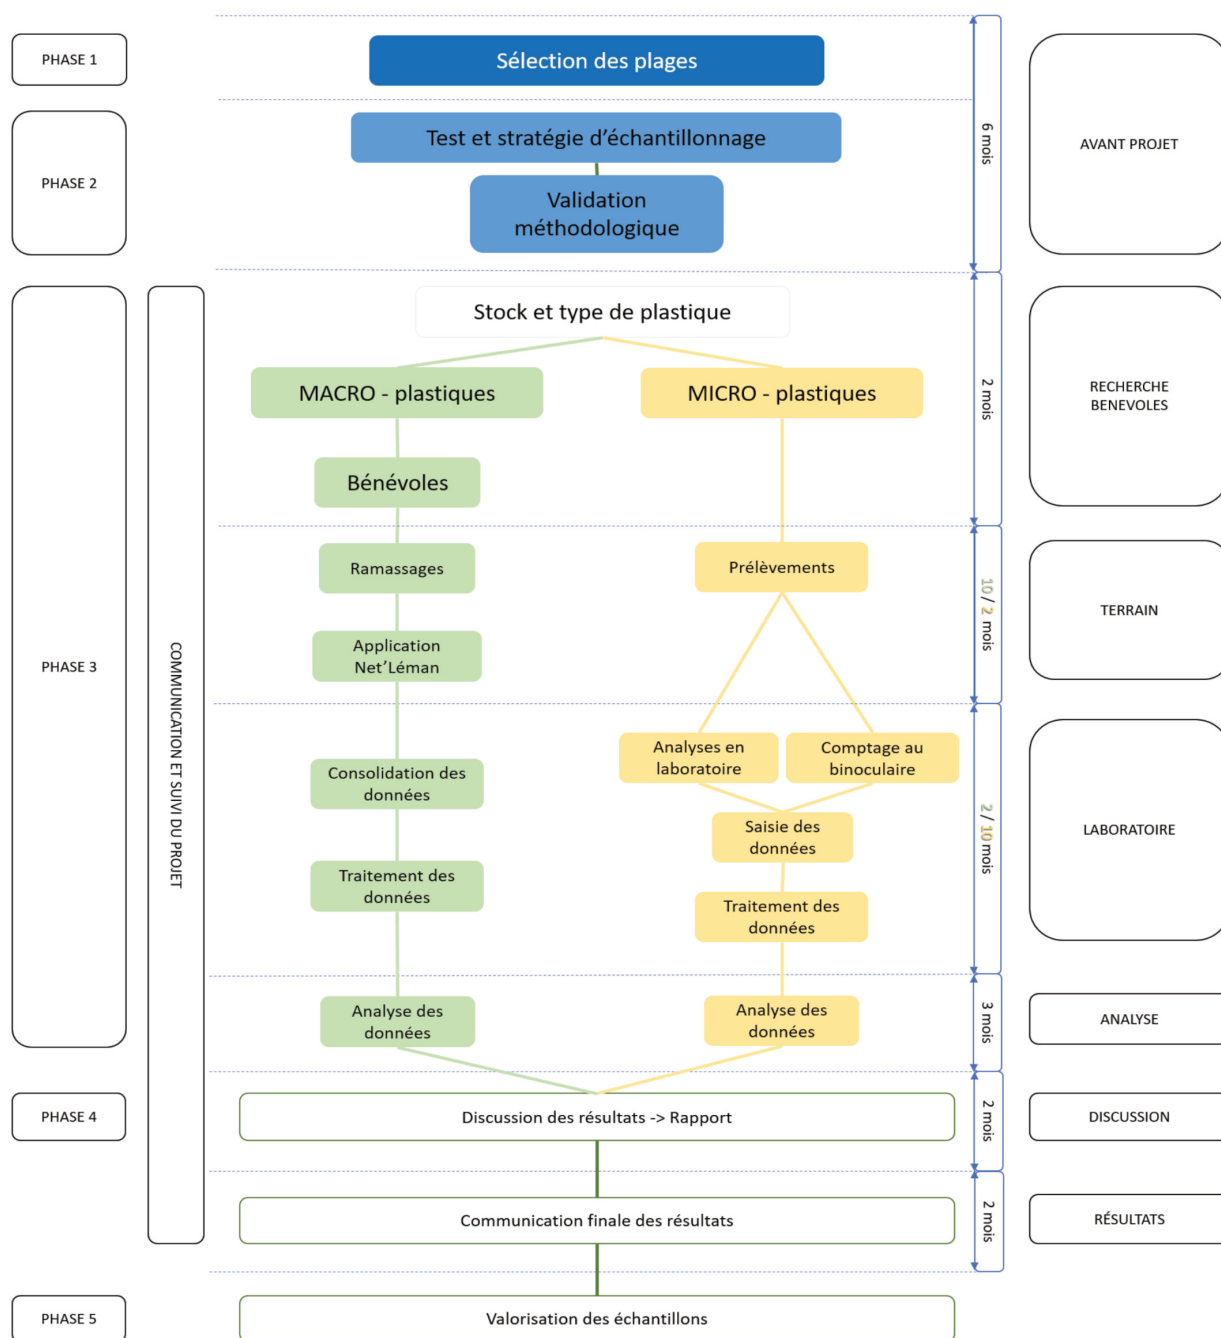 PHASE 1
Sélection des plages
6 mois
AVANT PROJET
PHASE 2
Test et stratégie d'échantillonnage
Validation
méthodologique
PHASE 3
COMMUNICATION ET SUIVI DU PROJET
Stock et type de plastique
MACRO - plastiques
MICRO - plastiques
Bénévoles
2 mois
RECHERCHE
BENEVOLES
Ramassages
Prélèvements
Application
Net'Léman
10 / 2 mois
TERRAIN
Analyses en
laboratoire
Comptage au
binoculaire
Consolidation des
données
Saisie des
données
Traitement des
données
Traitement des
données
2 / 10 mois
LABORATOIRE
Analyse des
données
Analyse des
données
3 mois
ANALYSE
PHASE 4
Discussion des résultats -> Rapport
2 mois
DISCUSSION
Communication finale des résultats
2 mois
RÉSULTATS
PHASE 5
Valorisation des échantillons